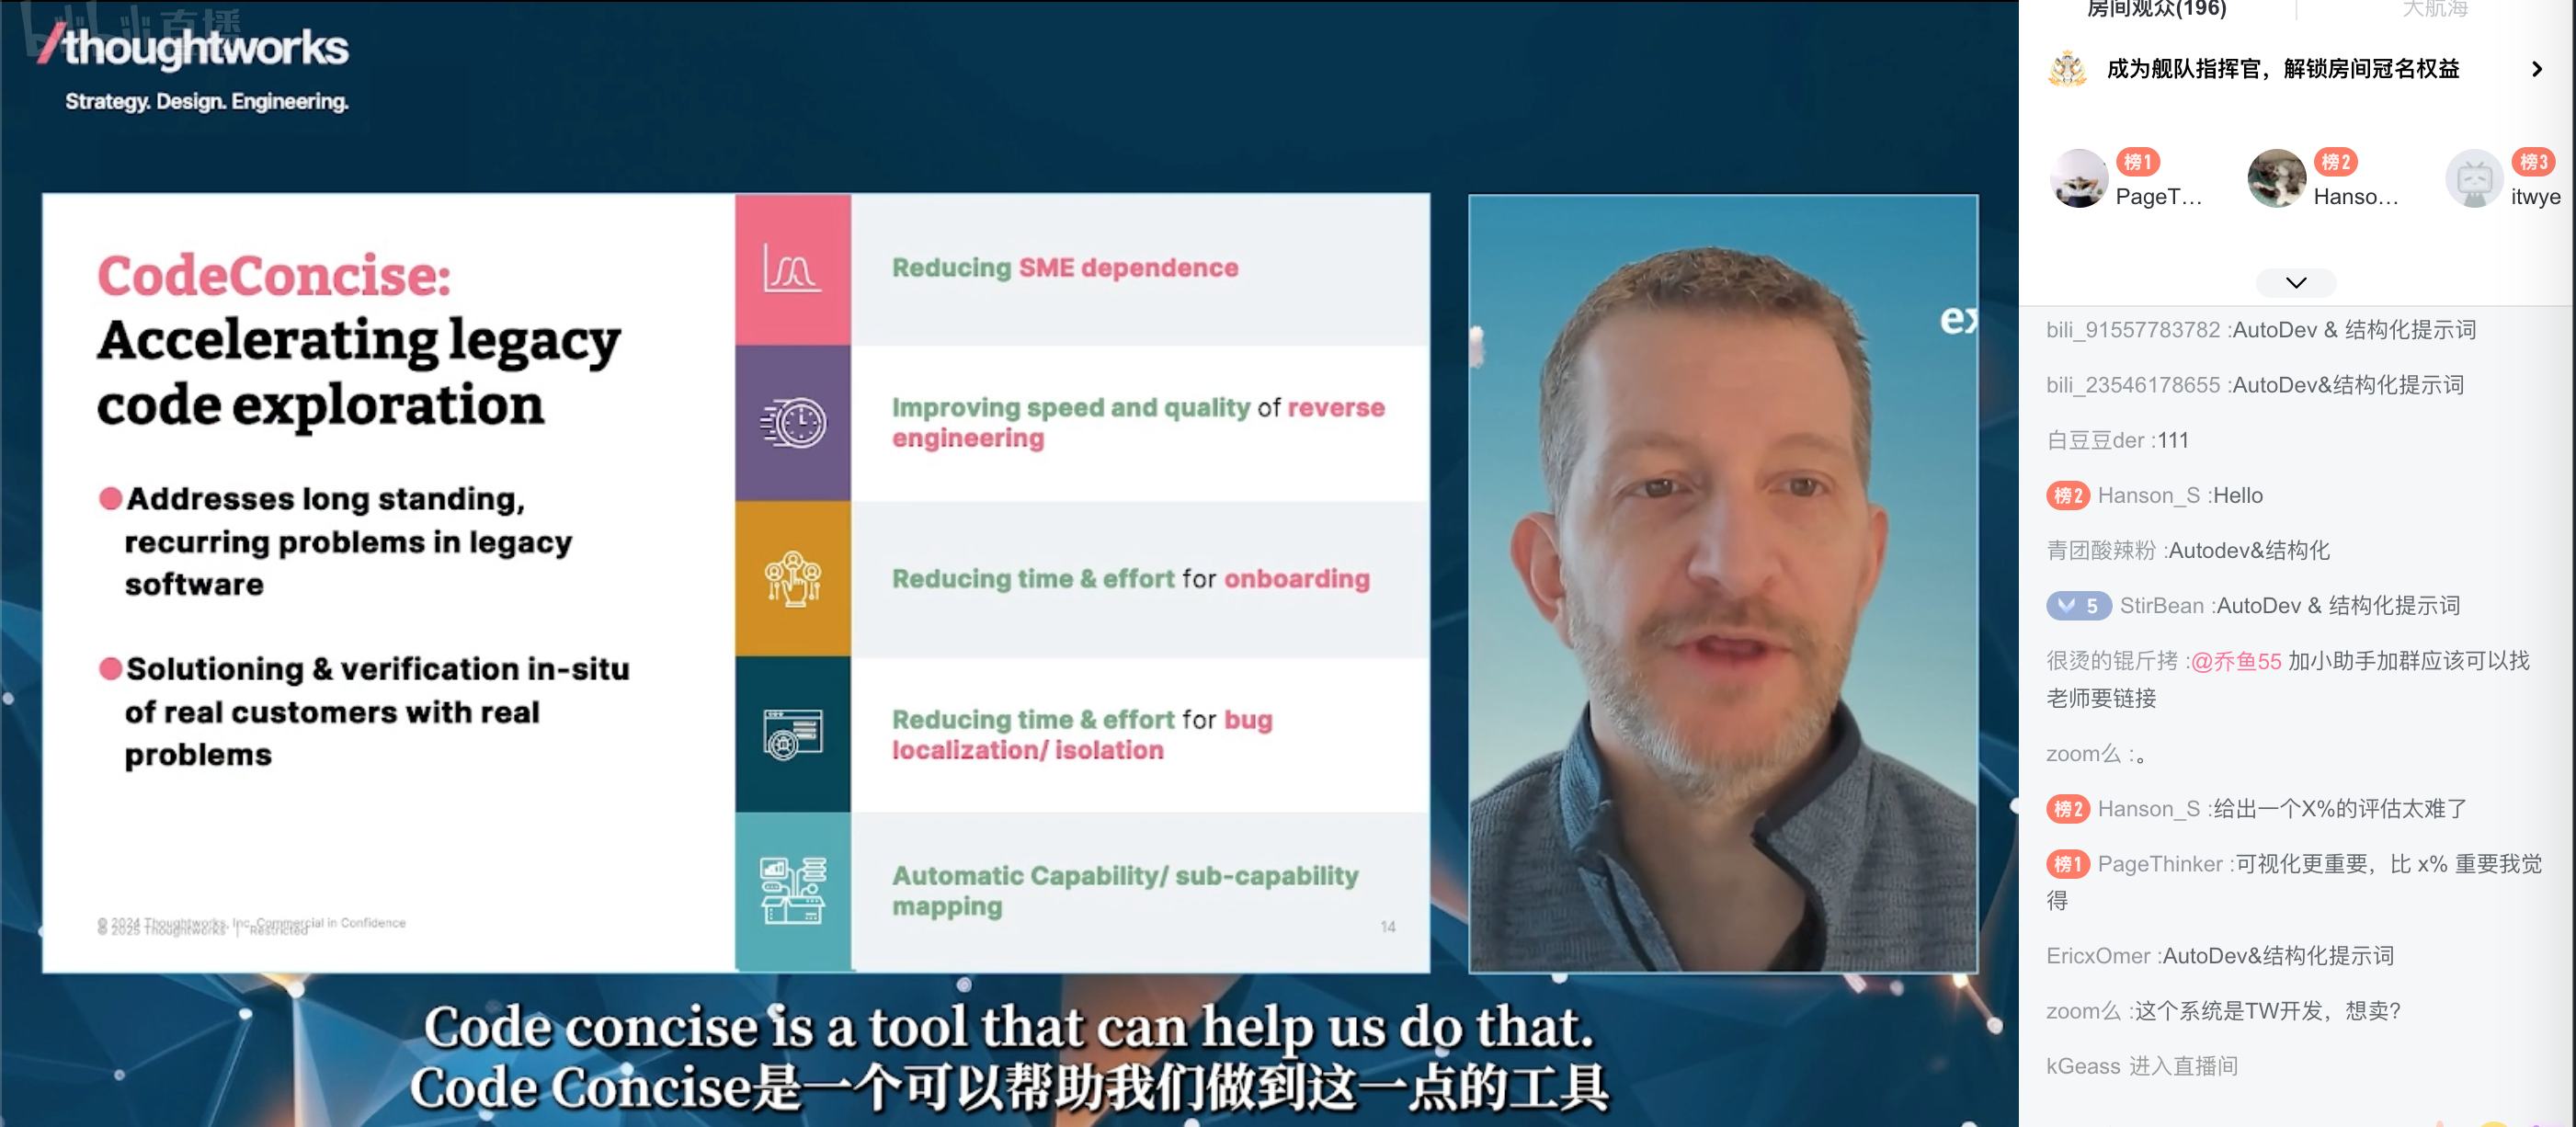 直播
/thoughtworks
Strategy. Design. Engineering.
CodeConcise:
Accelerating legacy
code exploration
Addresses long standing,
recurring problems in legacy
software
Solutioning & verification in-situ
of real customers with real
problems
© 2024 Thoughtworks, Inc. Commercial in Confidence
© 2025 Thoughtworks | Restricted
Reducing SME dependence
Improving speed and quality of reverse
engineering
Reducing time & effort for onboarding
Reducing time & effort for bug
localization/ isolation
Automatic Capability/ sub-capability
mapping
14
ex
Code concise is a tool that can help us do that.
Code Concise是一个可以帮助我们做到这一点的工具
房间观众(196)
大航海
成为舰队指挥官，解锁房间冠名权益
榜1
PageT...
榜2
Hanso...
榜3
itwye
bili_91557783782 :AutoDev & 结构化提示词
bili_23546178655 :AutoDev&结构化提示词
白豆豆der :111
榜2 Hanson_S :Hello
青团酸辣粉 :Autodev&结构化
5 StirBean :AutoDev & 结构化提示词
很烫的锟斤拷 :@乔鱼55 加小助手加群应该可以找
老师要链接
zoom么 :。
榜2 Hanson_S :给出一个X%的评估太难了
榜1 PageThinker :可视化更重要，比 x% 重要我觉
得
EricxOmer :AutoDev&结构化提示词
zoom么 :这个系统是TW开发，想卖?
kGeass 进入直播间